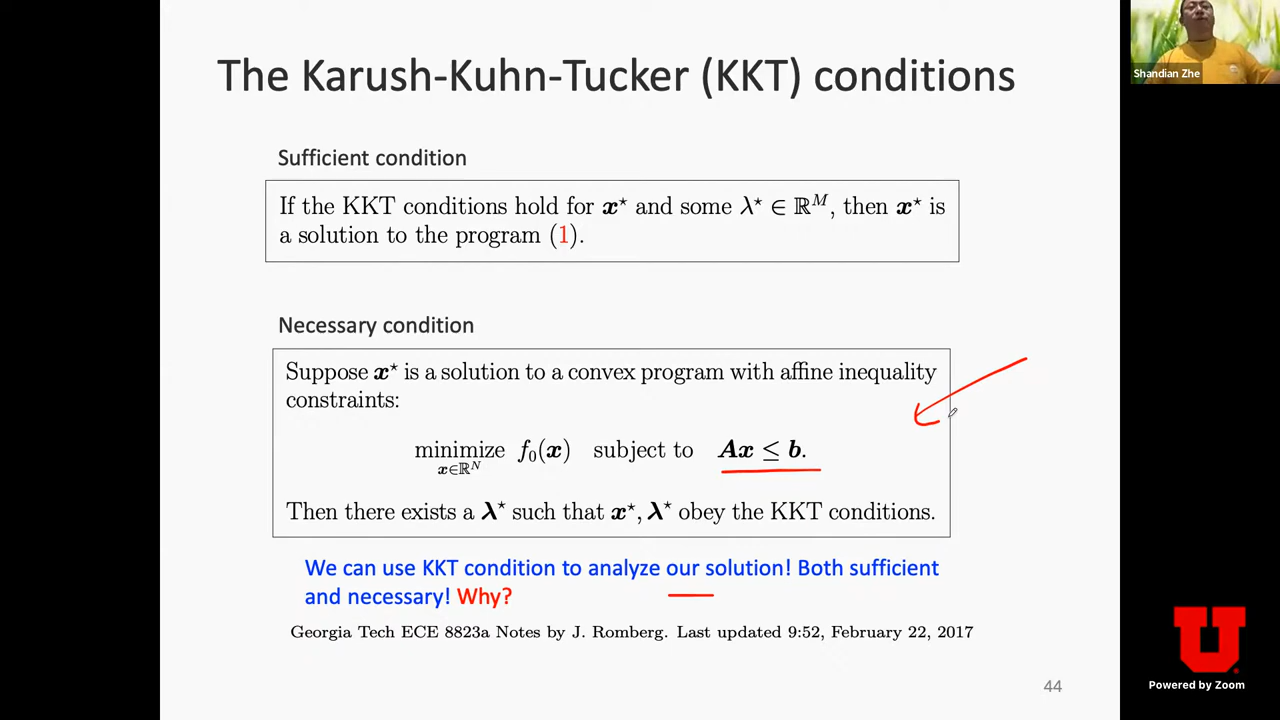 The Karush-Kuhn-Tucker (KKT) conditions
Shandian Zhe
Sufficient condition
If the KKT conditions hold for x⋆ and some λ⋆ ∈ ℝᴹ, then x⋆ is
a solution to the program (1).
Necessary condition
Suppose x⋆ is a solution to a convex program with affine inequality
constraints:
minimize f₀(x) subject to Ax ≤ b.
x∈ℝᴺ
Then there exists a λ⋆ such that x⋆, λ⋆ obey the KKT conditions.
We can use KKT condition to analyze our solution! Both sufficient
and necessary! Why?
Georgia Tech ECE 8823a Notes by J. Romberg. Last updated 9:52, February 22, 2017
44
U
Powered by Zoom